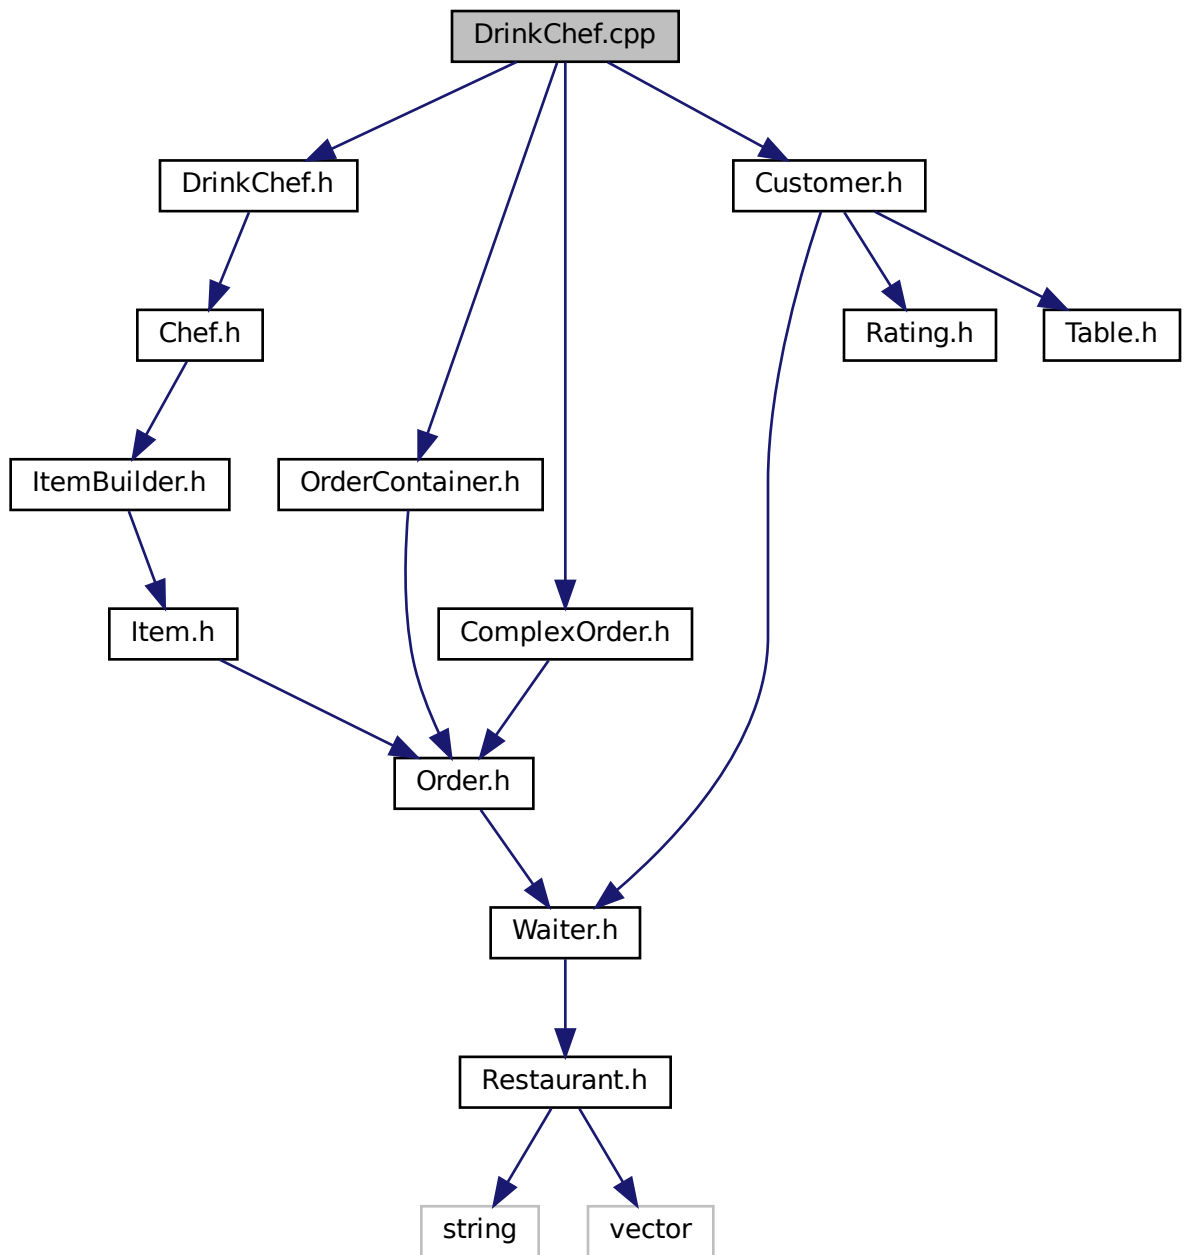 DrinkChef.cpp
DrinkChef.h
Customer.h
Chef.h
Rating.h
Table.h
ItemBuilder.h
OrderContainer.h
Item.h
ComplexOrder.h
Order.h
Waiter.h
Restaurant.h
string
vector